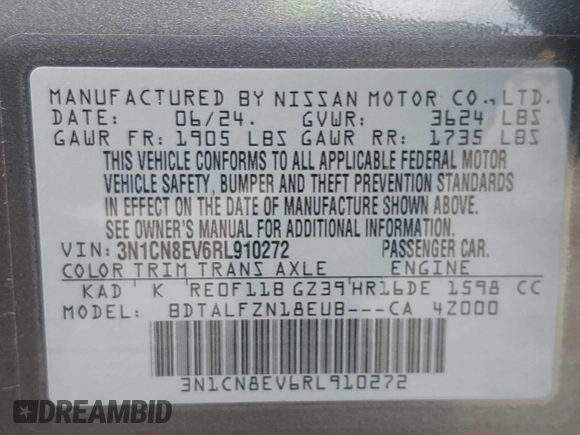 MANUFACTURED BY NISSAN MOTOR CO., LTD.
DATE: 06/24. GVWR: 3624 LBS
GAWR FR: 1905 LBS GAWR RR: 1735 LBS
THIS VEHICLE CONFORMS TO ALL APPLICABLE FEDERAL MOTOR
VEHICLE SAFETY, BUMPER AND THEFT PREVENTION STANDARDS
IN EFFECT ON THE DATE OF MANUFACTURE SHOWN ABOVE.
SEE OWNER'S MANUAL FOR ADDITIONAL INFORMATION.
VIN: 3N1CN8EV6RL910272 PASSENGER CAR.
COLOR TRIM TRANS AXLE ENGINE
KAD K RE0F11B GZ39 HR16DE 1598 CC
MODEL: BDTALFZN18EUB---CA 4Z000
3N1CN8EV6RL910272
DREAMBID